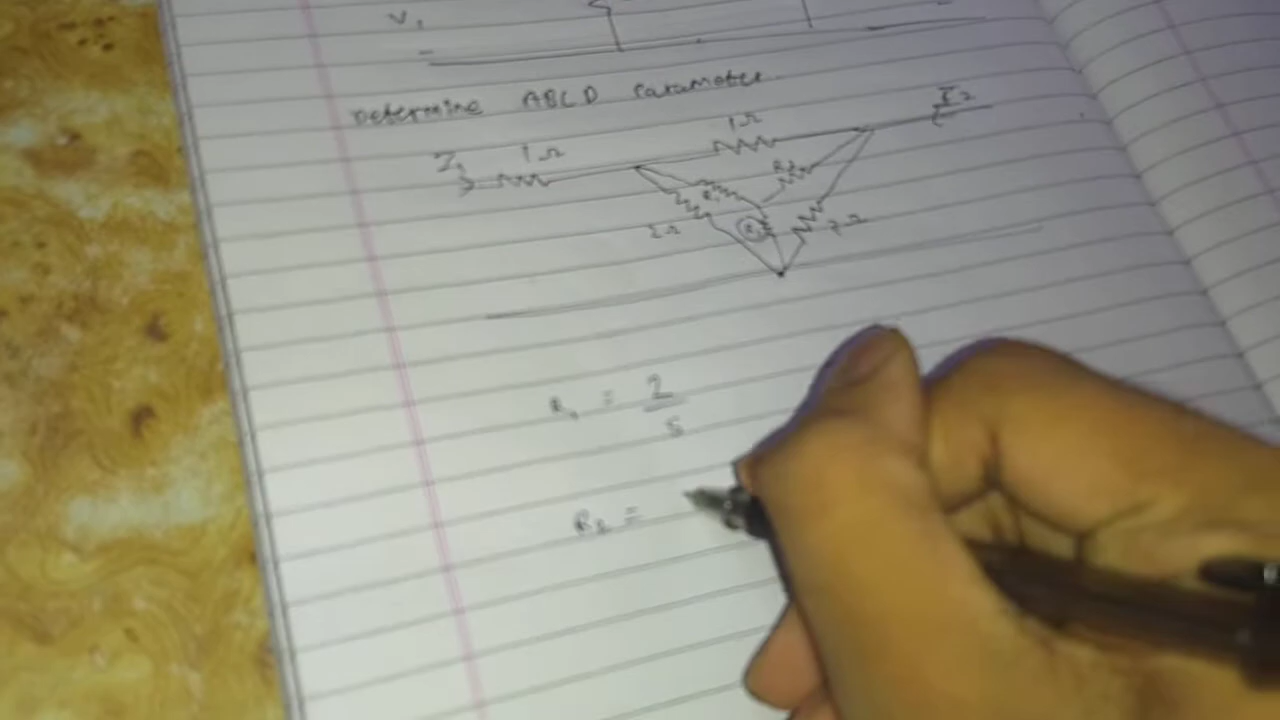 V1
Determine ABCD Parameter
I1 1Ω 1Ω I2
R1 R2
2Ω R3 2Ω
R1 = 2/5
R2 =